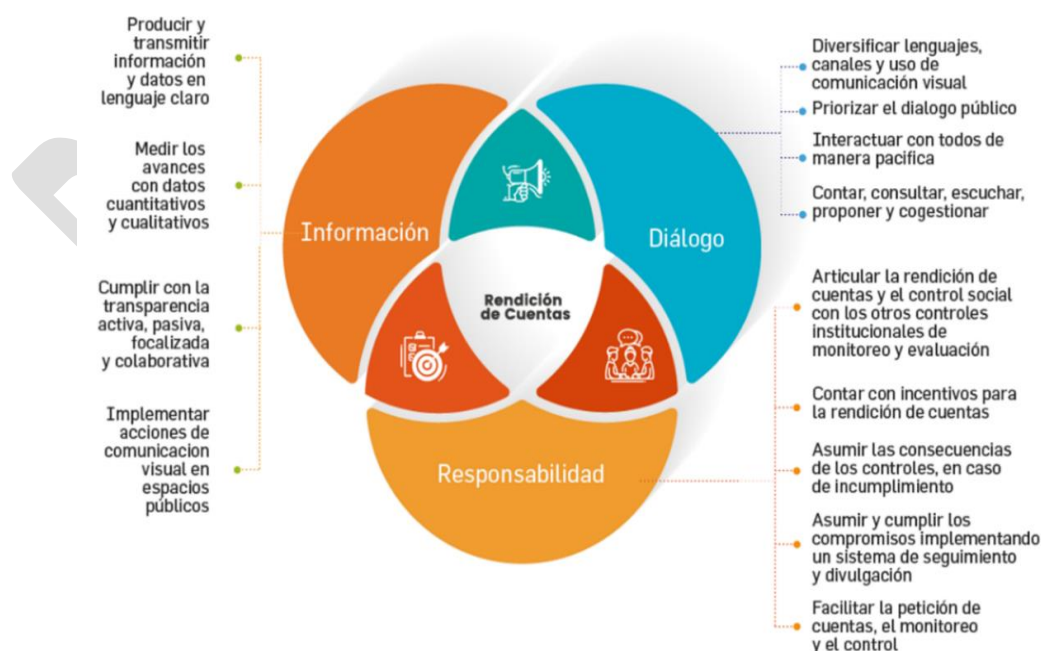 Producir y
transmitir
información
y datos en
lenguaje claro
Medir los
avances
con datos
cuantitativos
y cualitativos
Cumplir con la
transparencia
activa, pasiva,
focalizada
y colaborativa
Implementar
acciones de
comunicacion
visual en
espacios
públicos
Información
Diálogo
Rendición
de Cuentas
Responsabilidad
Diversificar lenguajes,
canales y uso de
comunicación visual
Priorizar el dialogo público
Interactuar con todos de
manera pacifica
Contar, consultar, escuchar,
proponer y cogestionar
Articular la rendición de
cuentas y el control social
con los otros controles
institucionales de
monitoreo y evaluación
Contar con incentivos para
la rendición de cuentas
Asumir las consecuencias
de los controles, en caso
de incumplimiento
Asumir y cumplir los
compromisos implementando
un sistema de seguimiento
y divulgación
Facilitar la petición de
cuentas, el monitoreo
y el control